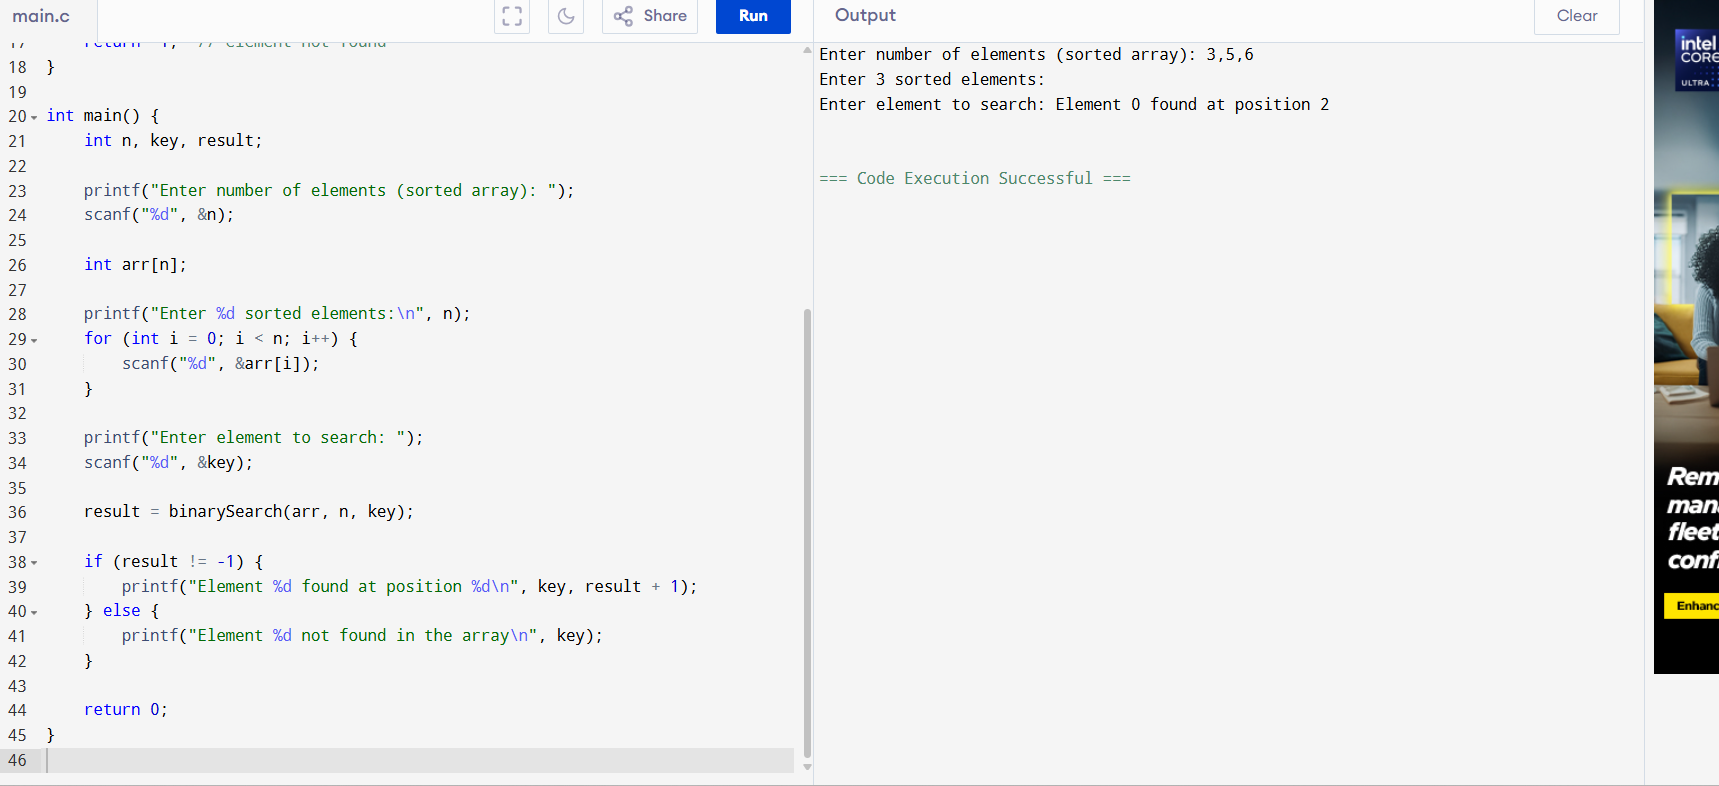 main.c
Share
Run
Output
Clear
18 }
19
20 int main() {
21 int n, key, result;
22
23 printf("Enter number of elements (sorted array): ");
24 scanf("%d", &n);
25
26 int arr[n];
27
28 printf("Enter %d sorted elements:\n", n);
29 for (int i = 0; i < n; i++) {
30 scanf("%d", &arr[i]);
31 }
32
33 printf("Enter element to search: ");
34 scanf("%d", &key);
35
36 result = binarySearch(arr, n, key);
37
38 if (result != -1) {
39 printf("Element %d found at position %d\n", key, result + 1);
40 } else {
41 printf("Element %d not found in the array\n", key);
42 }
43
44 return 0;
45 }
46
Enter number of elements (sorted array): 3,5,6
Enter 3 sorted elements:
Enter element to search: Element 0 found at position 2
=== Code Execution Successful ===
intel
CORE
ULTRA
Rem
mana
fleet
conf
Enhanc